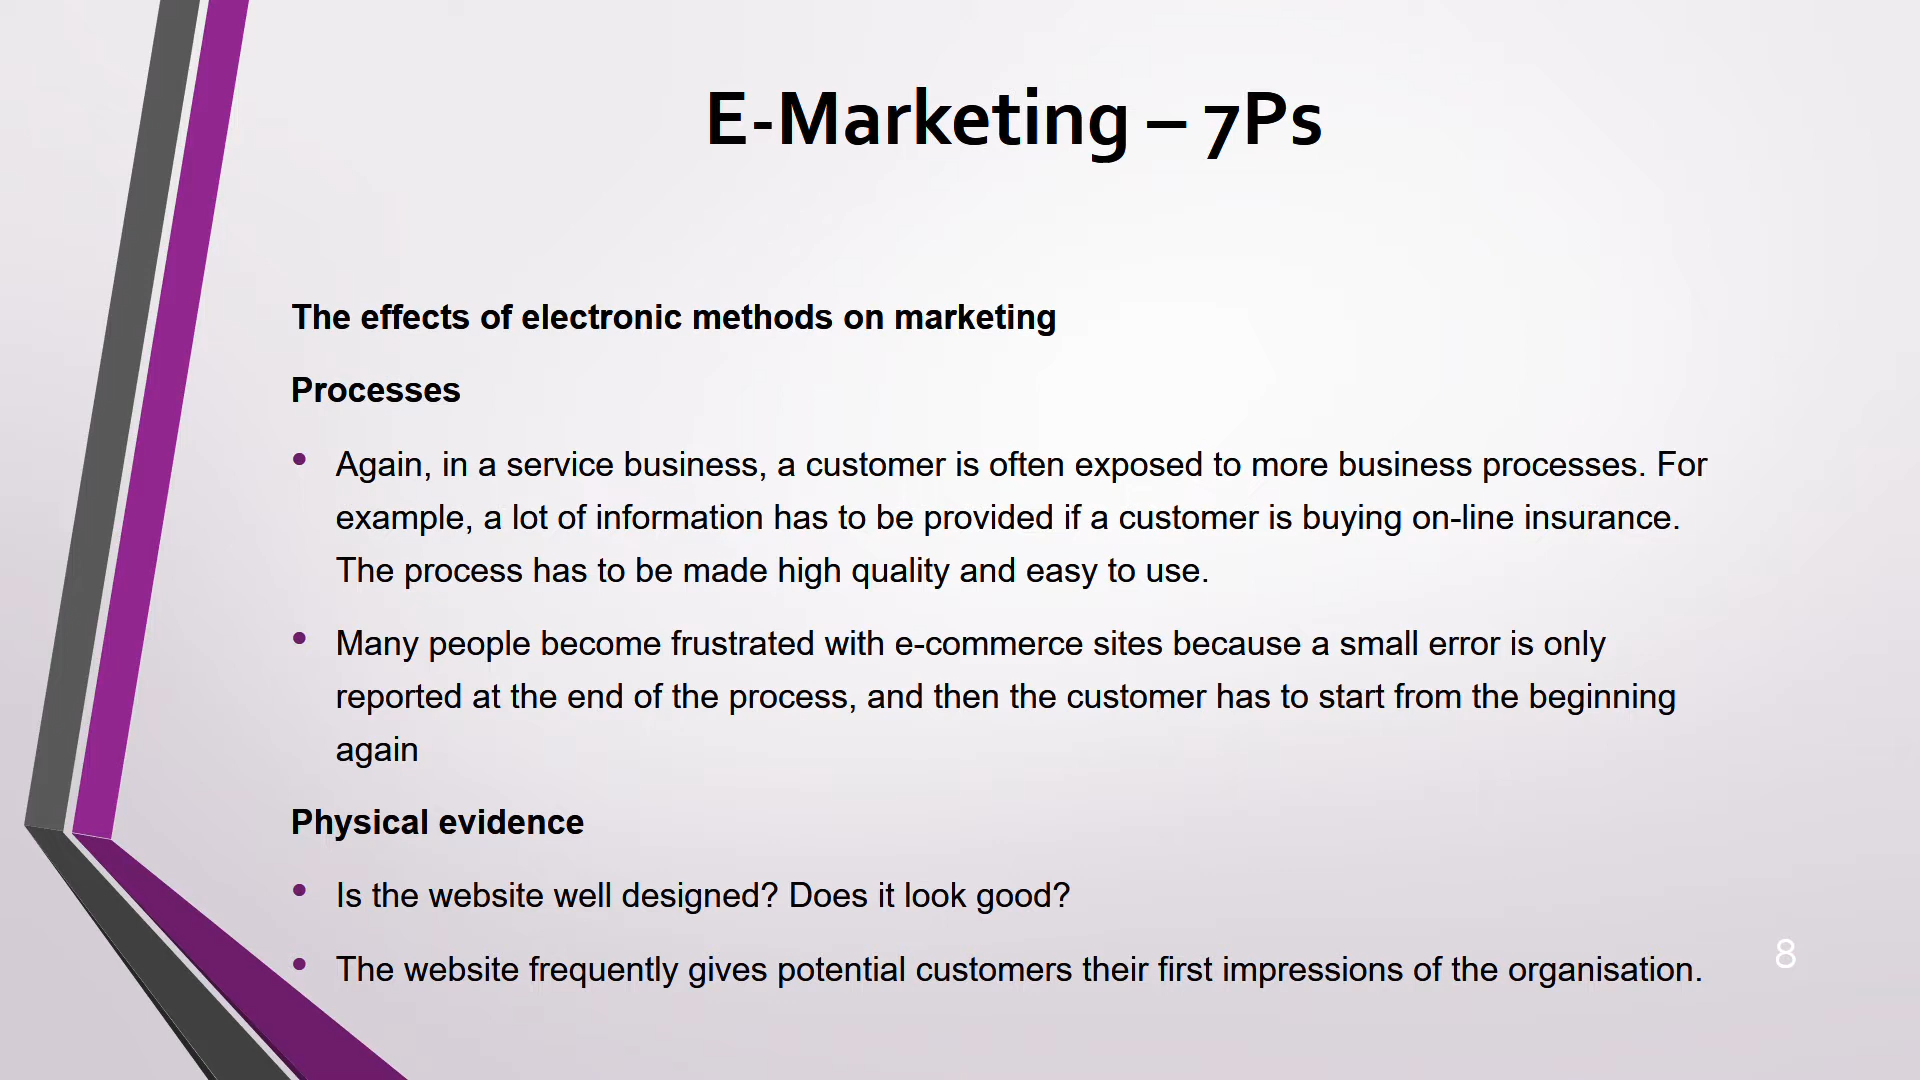 E-Marketing – 7Ps
The effects of electronic methods on marketing
Processes
• Again, in a service business, a customer is often exposed to more business processes. For
example, a lot of information has to be provided if a customer is buying on-line insurance.
The process has to be made high quality and easy to use.
• Many people become frustrated with e-commerce sites because a small error is only
reported at the end of the process, and then the customer has to start from the beginning
again
Physical evidence
• Is the website well designed? Does it look good?
• The website frequently gives potential customers their first impressions of the organisation.
8